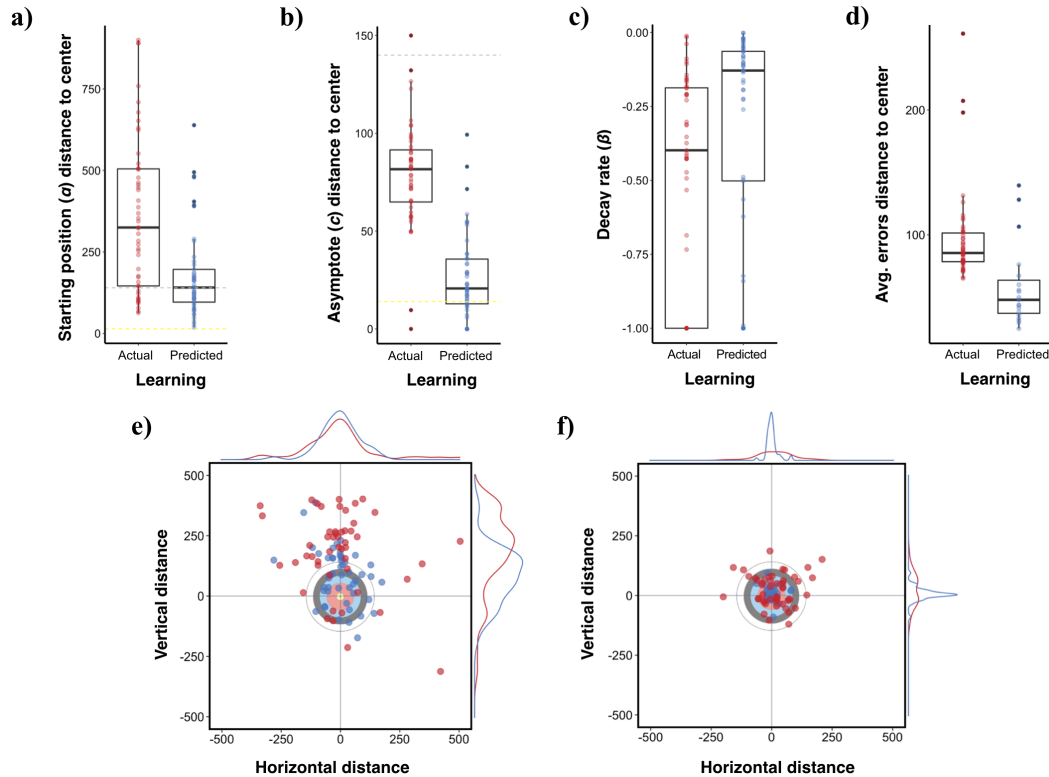 a)
Starting position (α) distance to center
750
500
250
0
Actual
Predicted
Learning
b)
Asymptote (c) distance to center
150
100
50
0
Actual
Predicted
Learning
c)
Decay rate (β)
0.00
-0.25
-0.50
-0.75
-1.00
Actual
Predicted
Learning
d)
Avg. errors distance to center
200
100
Actual
Predicted
Learning
e)
Vertical distance
500
250
0
-250
-500
-500
-250
0
250
500
Horizontal distance
f)
Vertical distance
500
250
0
-250
-500
-500
-250
0
250
500
Horizontal distance